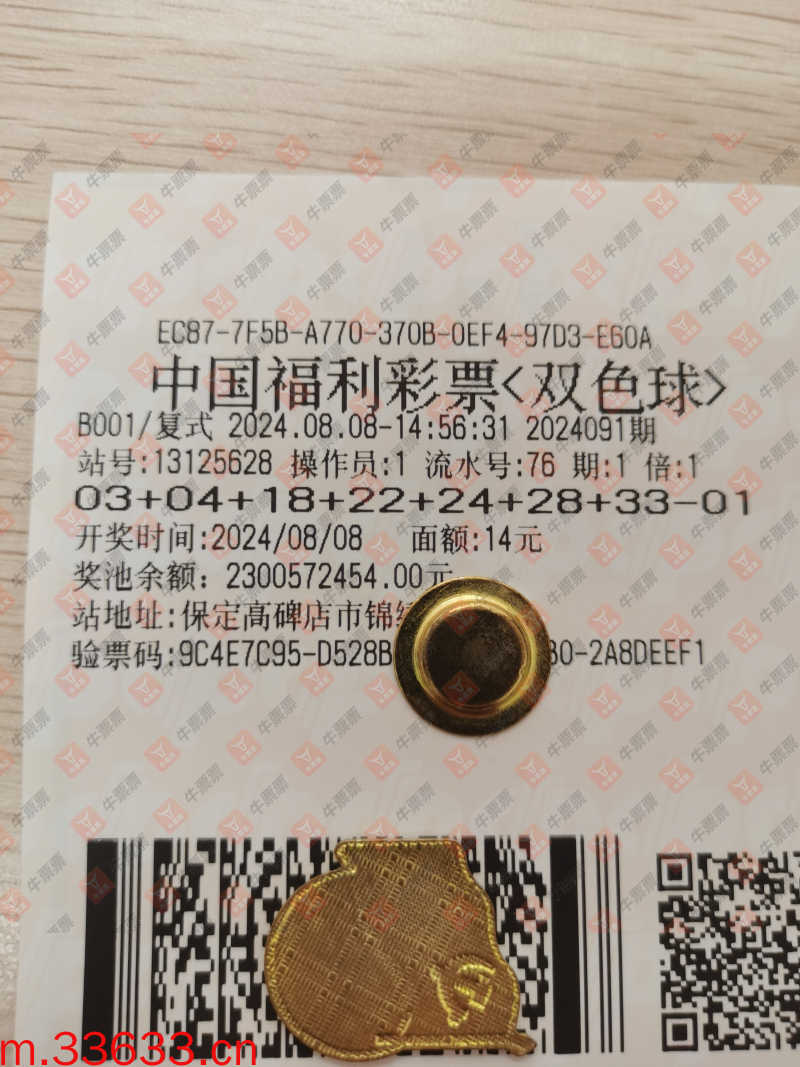 EC87-7F5B-A770-370B-0EF4-97D3-E60A
中国福利彩票<双色球>
B001/复式 2024.08.08-14:56:31 2024091期
站号:13125628 操作员:1 流水号:76 期:1 倍:1
03+04+18+22+24+28+33-01
开奖时间:2024/08/08 面额:14元
奖池余额：2300572454.00元
站地址:保定高碑店市锦
验票码:9C4E7C95-D528B 80-2A8DEEF1
牛票票
m.33633.cn